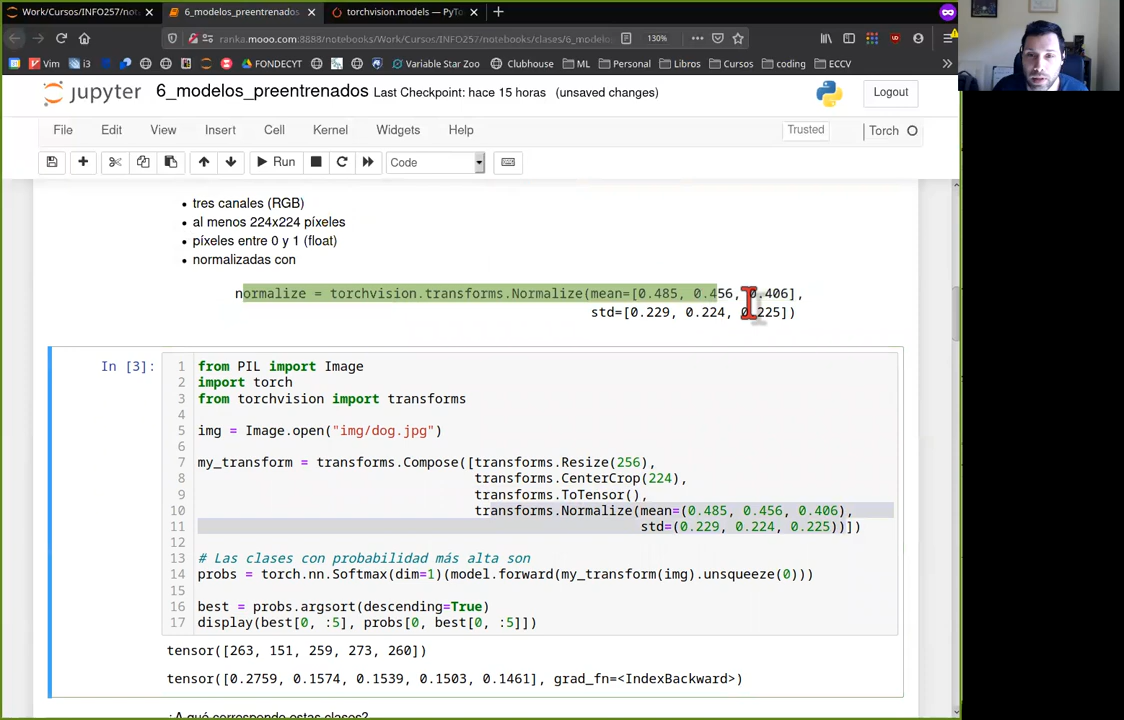 Work/Cursos/INFO257/not
6_modelos_preentrenados
torchvision.models — PyTo
ranka.mooo.com:8888/notebooks/Work/Cursos/INFO257/notebooks/clases/6_modelo
130%
Vim
i3
FONDECYT
Variable Star Zoo
Clubhouse
ML
Personal
Libros
Cursos
coding
ECCV
jupyter 6_modelos_preentrenados Last Checkpoint: hace 15 horas (unsaved changes)
Logout
File Edit View Insert Cell Kernel Widgets Help
Trusted
Torch
Run
Code
• tres canales (RGB)
• al menos 224x224 píxeles
• píxeles entre 0 y 1 (float)
• normalizadas con
normalize = torchvision.transforms.Normalize(mean=[0.485, 0.456, 0.406],
std=[0.229, 0.224, 0.225])
In [3]:
1 from PIL import Image
2 import torch
3 from torchvision import transforms
4
5 img = Image.open("img/dog.jpg")
6
7 my_transform = transforms.Compose([transforms.Resize(256),
8 transforms.CenterCrop(224),
9 transforms.ToTensor(),
10 transforms.Normalize(mean=(0.485, 0.456, 0.406),
11 std=(0.229, 0.224, 0.225))])
12
13 # Las clases con probabilidad más alta son
14 probs = torch.nn.Softmax(dim=1)(model.forward(my_transform(img).unsqueeze(0)))
15
16 best = probs.argsort(descending=True)
17 display(best[0, :5], probs[0, best[0, :5]])
tensor([263, 151, 259, 273, 260])
tensor([0.2759, 0.1574, 0.1539, 0.1503, 0.1461], grad_fn=<IndexBackward>)
¿A qué corresponde estas clases?